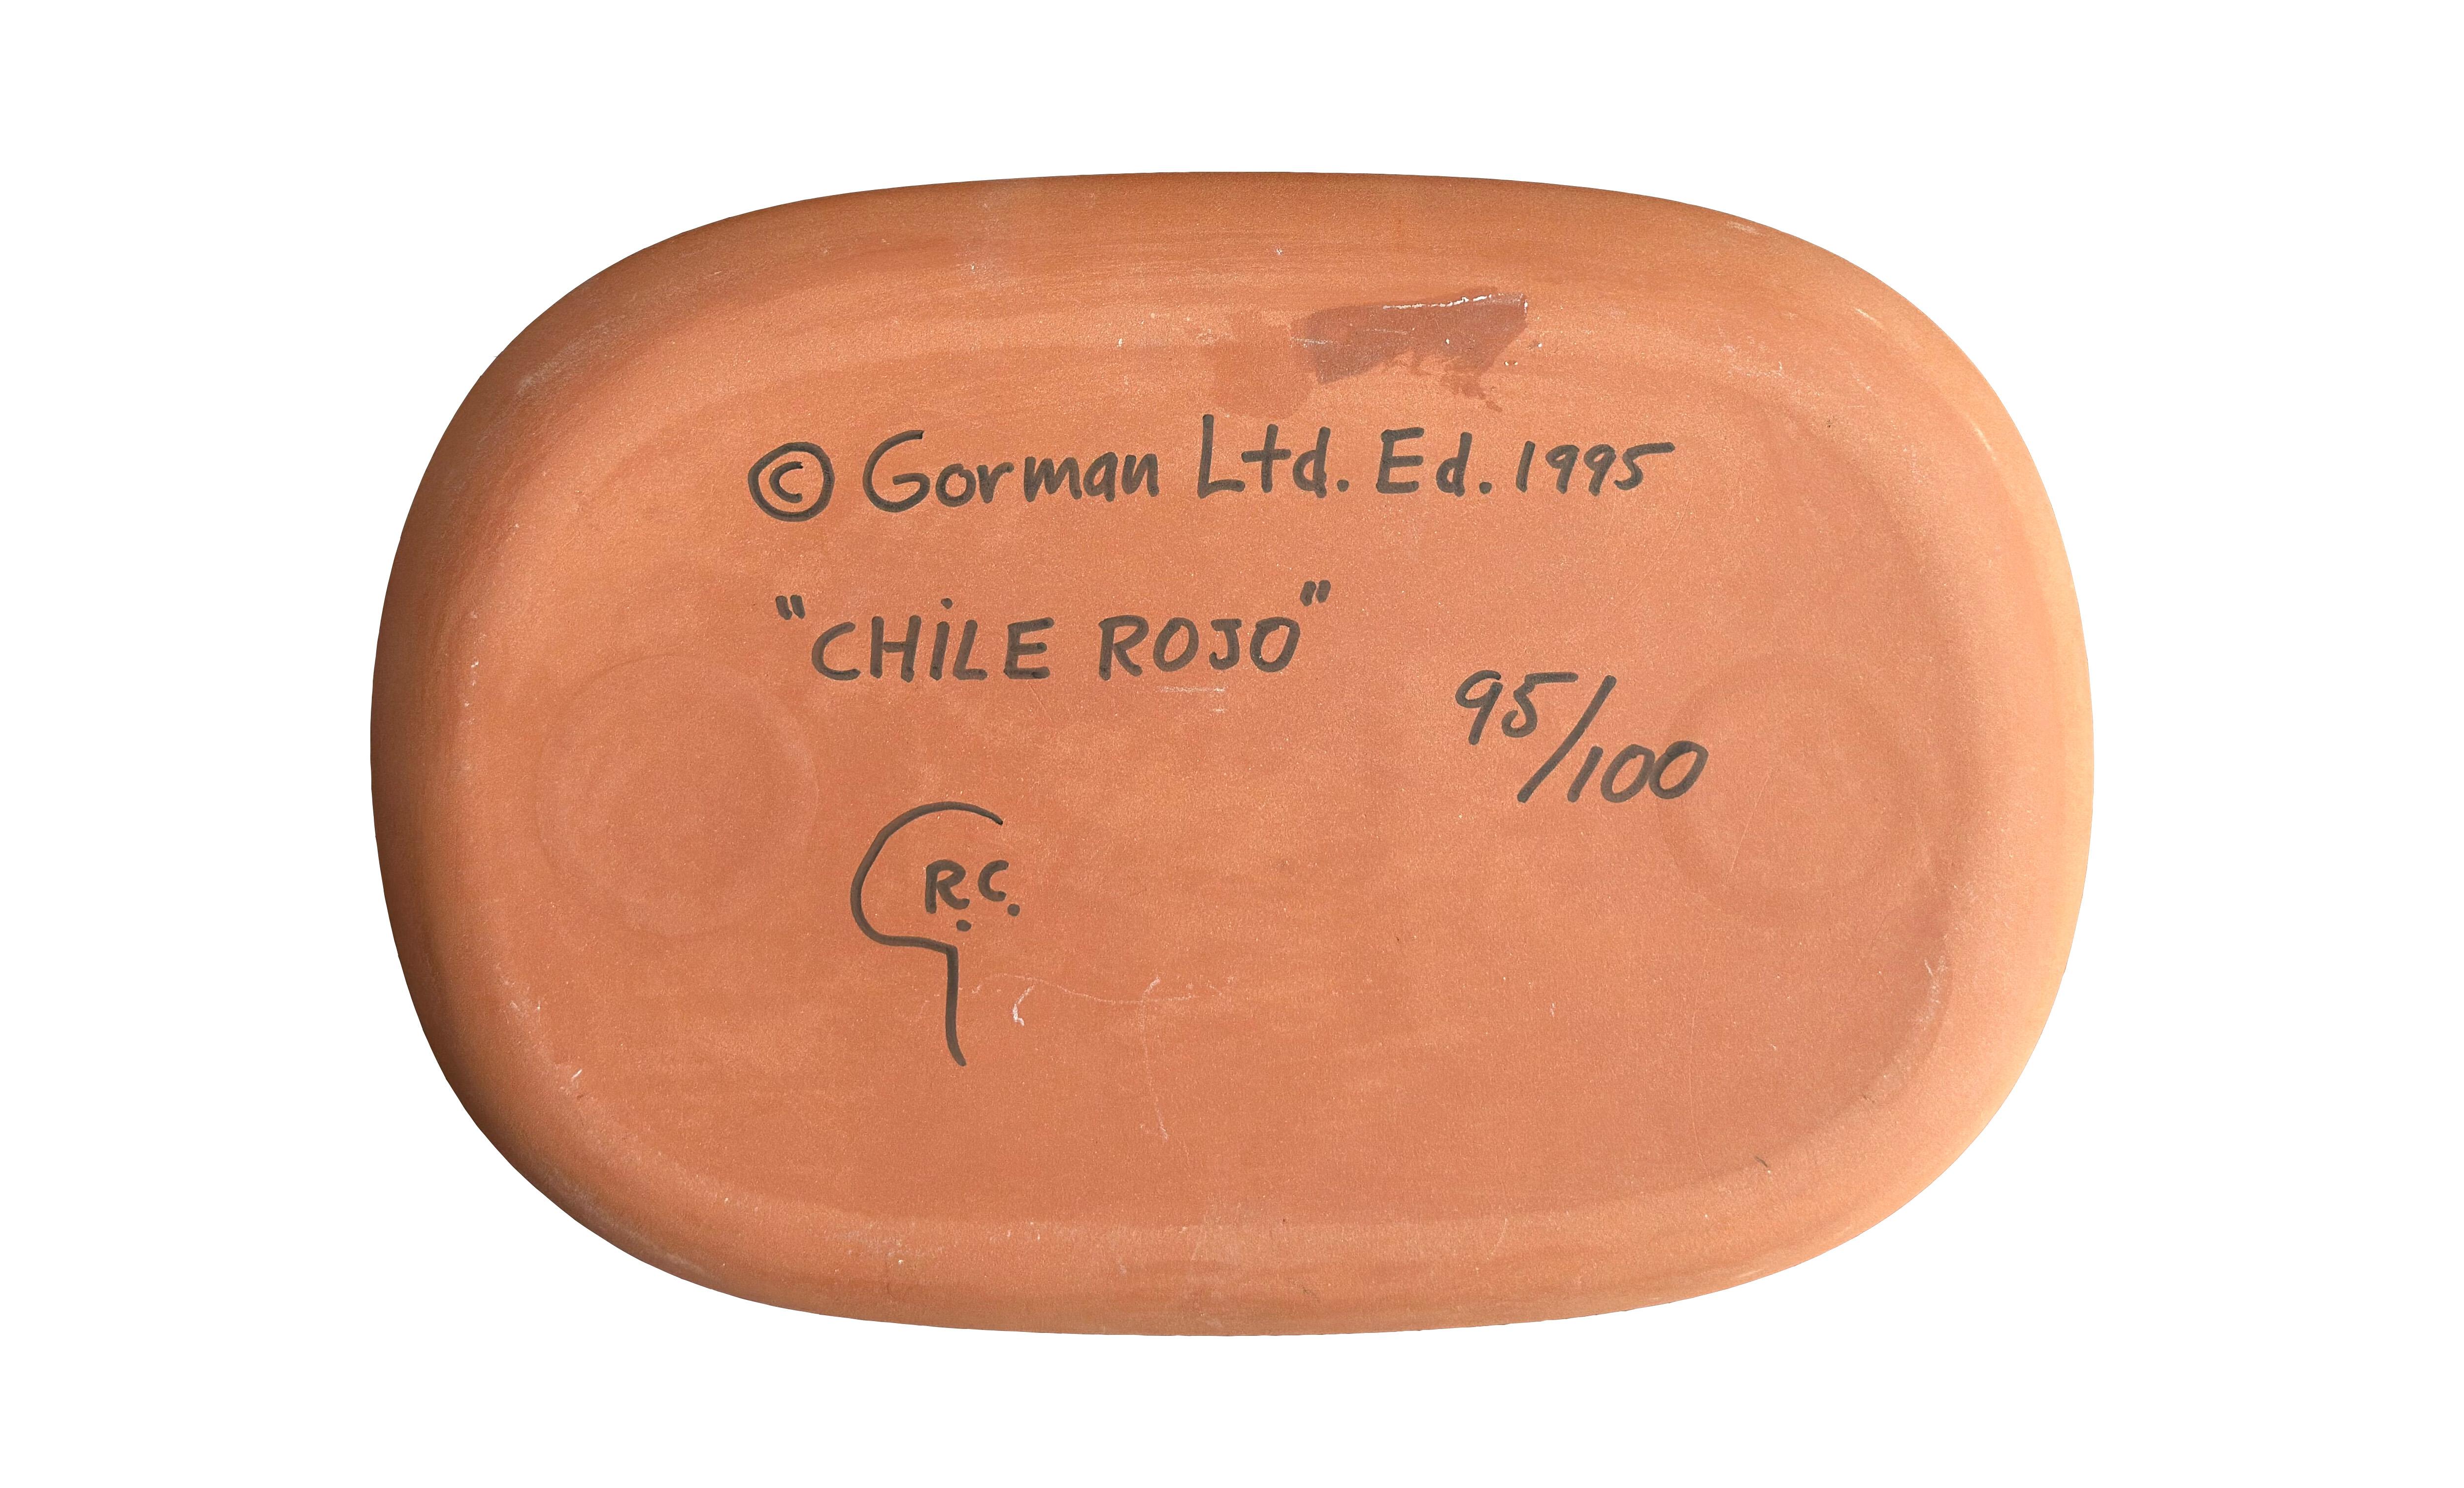 © Gorman Ltd. Ed. 1995
"CHiLE ROJO"
95/100
R.C.